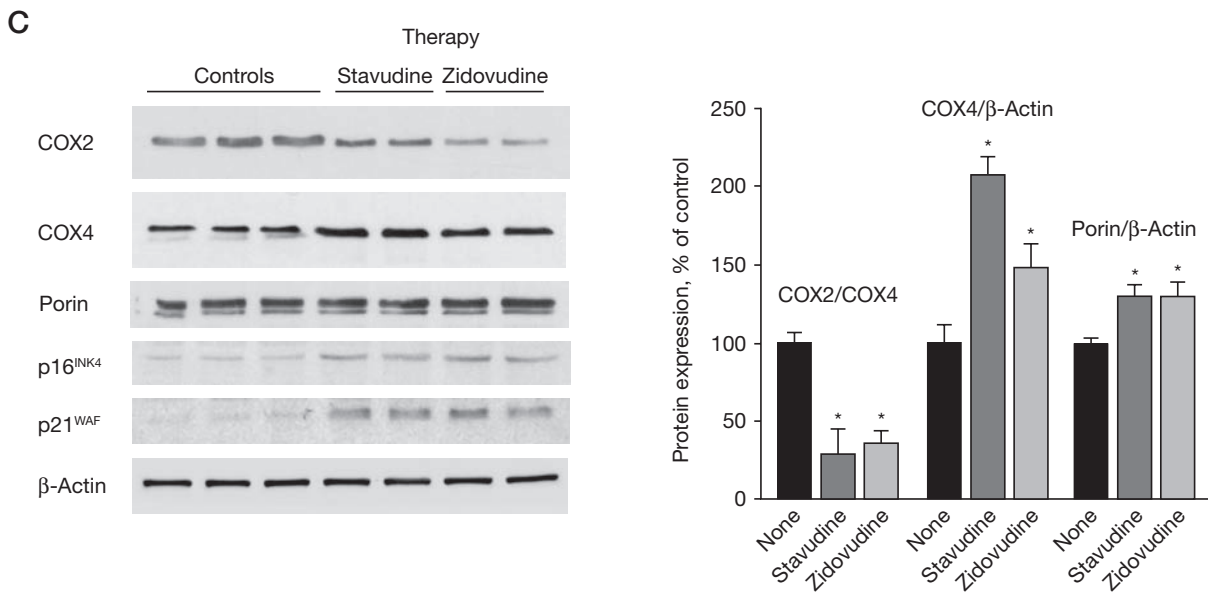 C
Therapy
Controls Stavudine Zidovudine
COX2
COX4
Porin
p16INK4
p21WAF
β-Actin
Protein expression, % of control
250
200
150
100
50
0
COX2/COX4
COX4/β-Actin
Porin/β-Actin
* *
* *
* *
None Stavudine Zidovudine None Stavudine Zidovudine None Stavudine Zidovudine